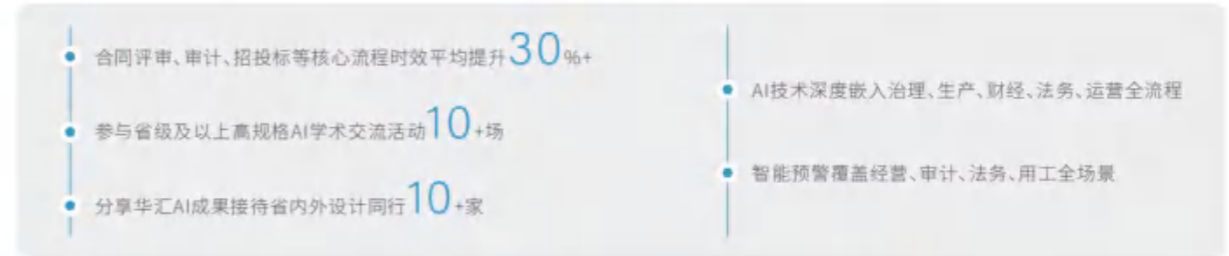 合同评审、审计、招投标等核心流程时效平均提升30%+
参与省级及以上高规格AI学术交流活动10+场
分享华汇AI成果接待省内外设计同行10+家
AI技术深度嵌入治理、生产、财经、法务、运营全流程
智能预警覆盖经营、审计、法务、用工全场景